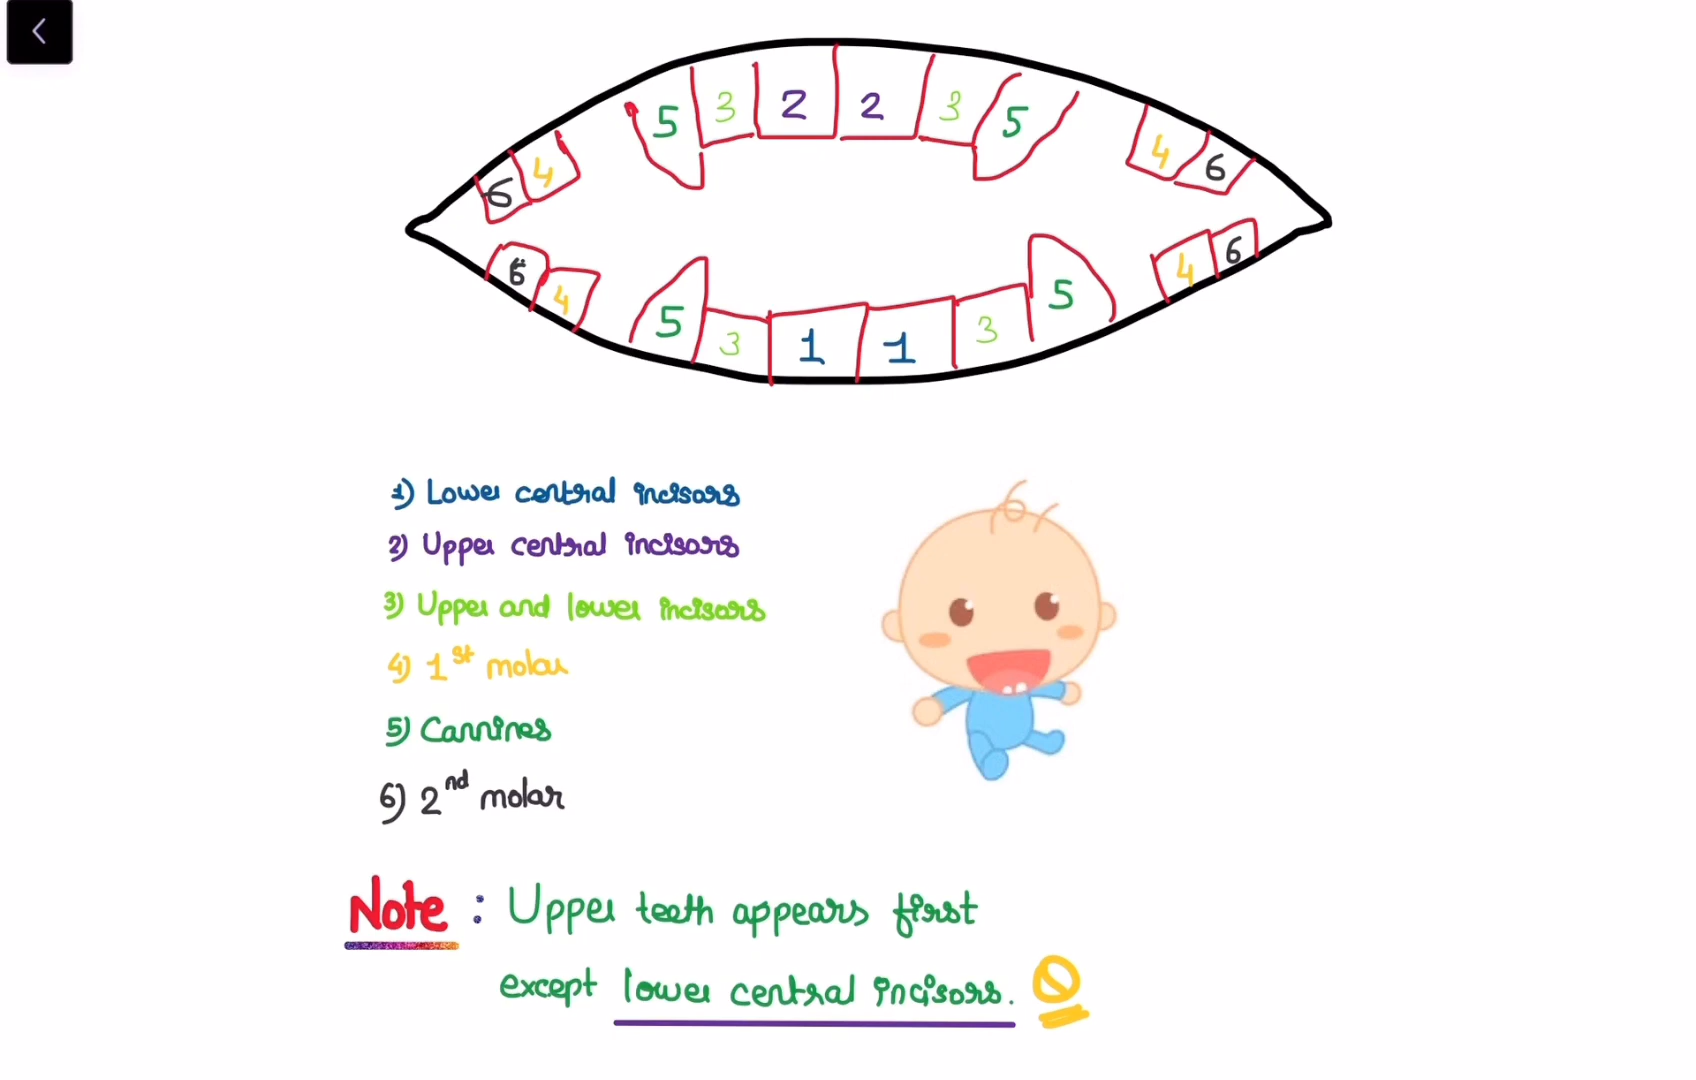 5 3 2 2 3 5
6 4 4 6
6 4 4 6
5 3 1 1 3 5
1) Lower central incisors
2) Upper central incisors
3) Upper and lower incisors
4) 1st molar
5) Cannines
6) 2nd molar
Note : Upper teeth appears first
except lower central incisors.